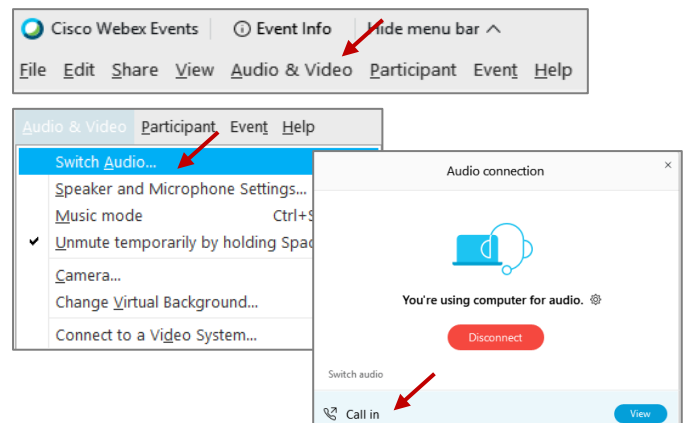 Cisco Webex Events Event Info Hide menu bar
File Edit Share View Audio & Video Participant Event Help
Audio & Video Participant Event Help
Switch Audio...
Speaker and Microphone Settings...
Music mode Ctrl+S
Unmute temporarily by holding Spac
Camera...
Change Virtual Background...
Connect to a Video System...
Audio connection
You're using computer for audio.
Disconnect
Switch audio
Call in View